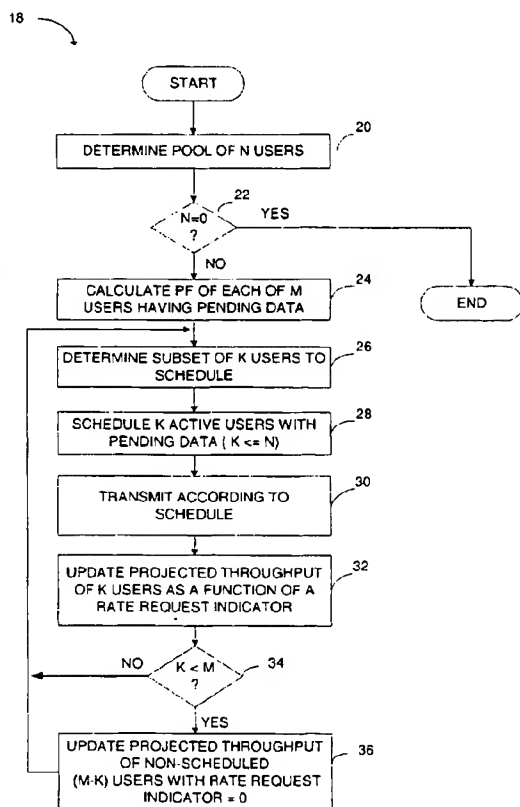 18
START
20
DETERMINE POOL OF N USERS
22
N=0
?
YES
NO
24
CALCULATE PF OF EACH OF M
USERS HAVING PENDING DATA
END
26
DETERMINE SUBSET OF K USERS TO
SCHEDULE
28
SCHEDULE K ACTIVE USERS WITH
PENDING DATA ( K <= N)
30
TRANSMIT ACCORDING TO
SCHEDULE
32
UPDATE PROJECTED THROUGHPUT
OF K USERS AS A FUNCTION OF A
RATE REQUEST INDICATOR
NO
K < M
?
34
YES
36
UPDATE PROJECTED THROUGHPUT
OF NON-SCHEDULED
(M-K) USERS WITH RATE REQUEST
INDICATOR = 0